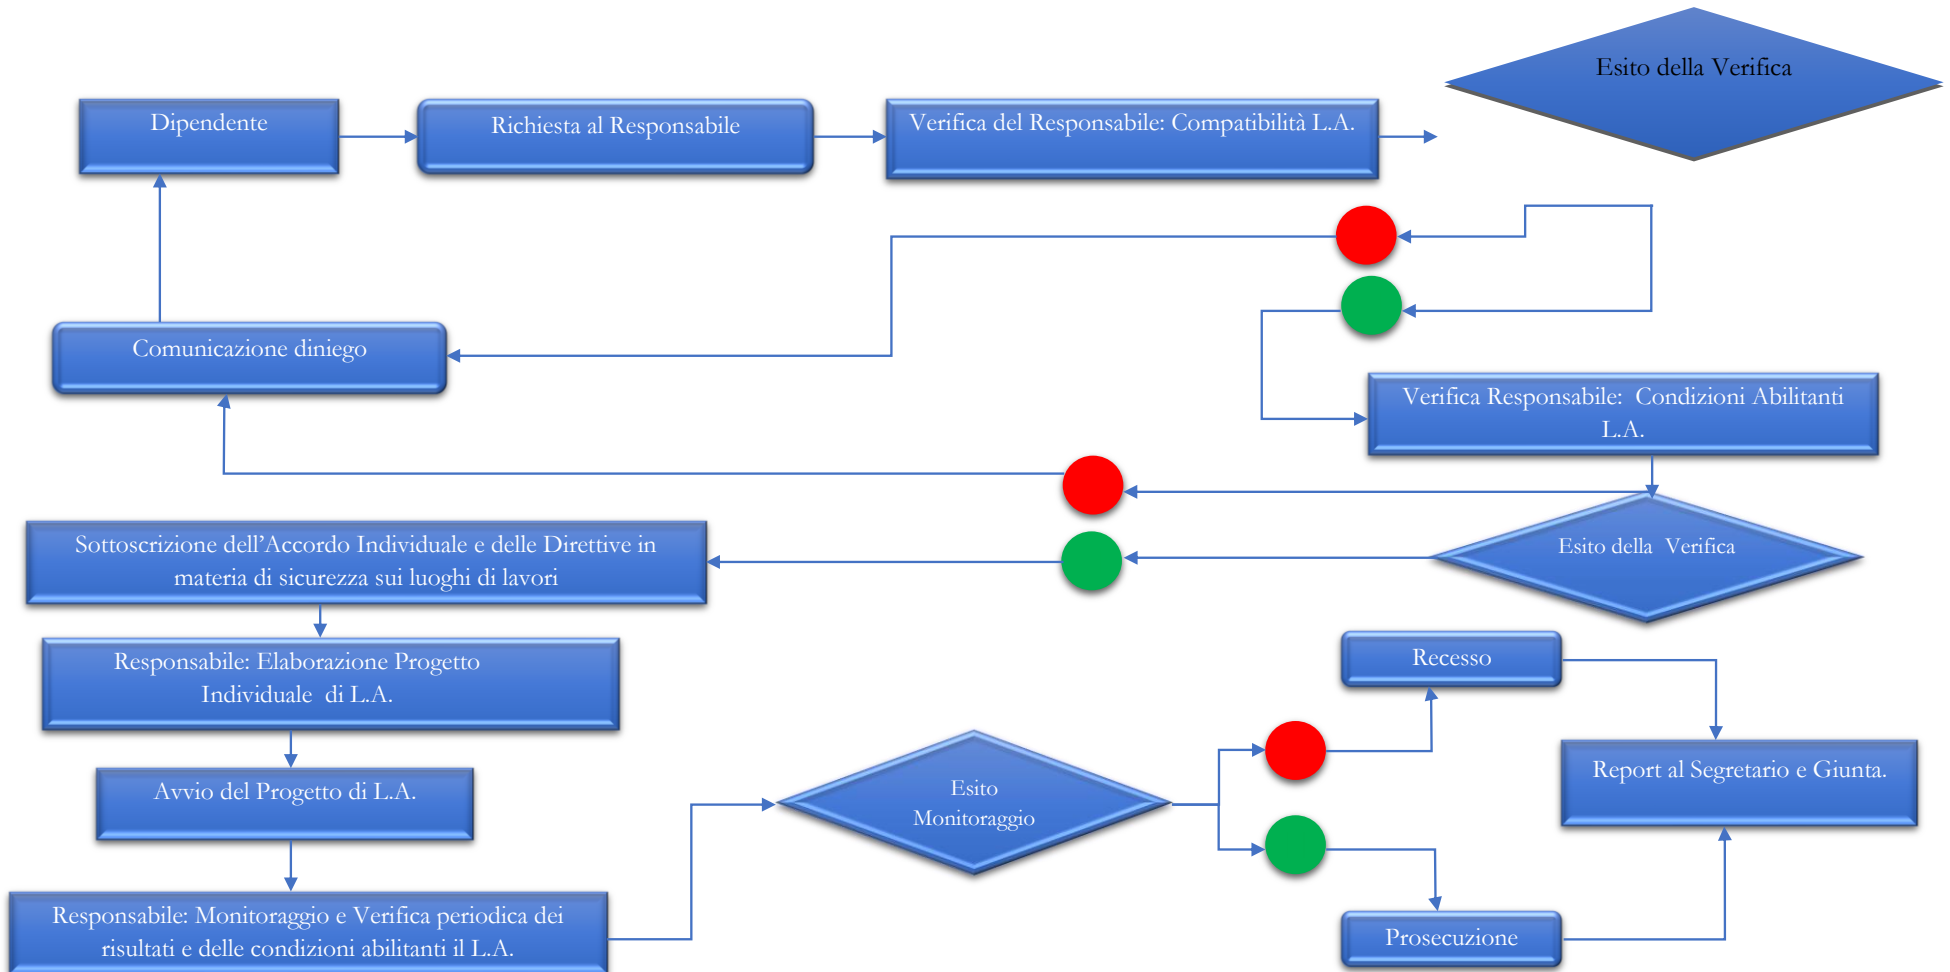 Esito della Verifica
Dipendente
Richiesta al Responsabile
Verifica del Responsabile: Compatibilità L.A.
Comunicazione diniego
Verifica Responsabile:  Condizioni Abilitanti
L.A.
Sottoscrizione dell’Accordo Individuale e delle Direttive in
materia di sicurezza sui luoghi di lavori
Esito della  Verifica
Responsabile: Elaborazione Progetto
Individuale  di L.A.
Recesso
Avvio del Progetto di L.A.
Esito
Monitoraggio
Report al Segretario e Giunta.
Responsabile: Monitoraggio e Verifica periodica dei
risultati e delle condizioni abilitanti il L.A.
Prosecuzione